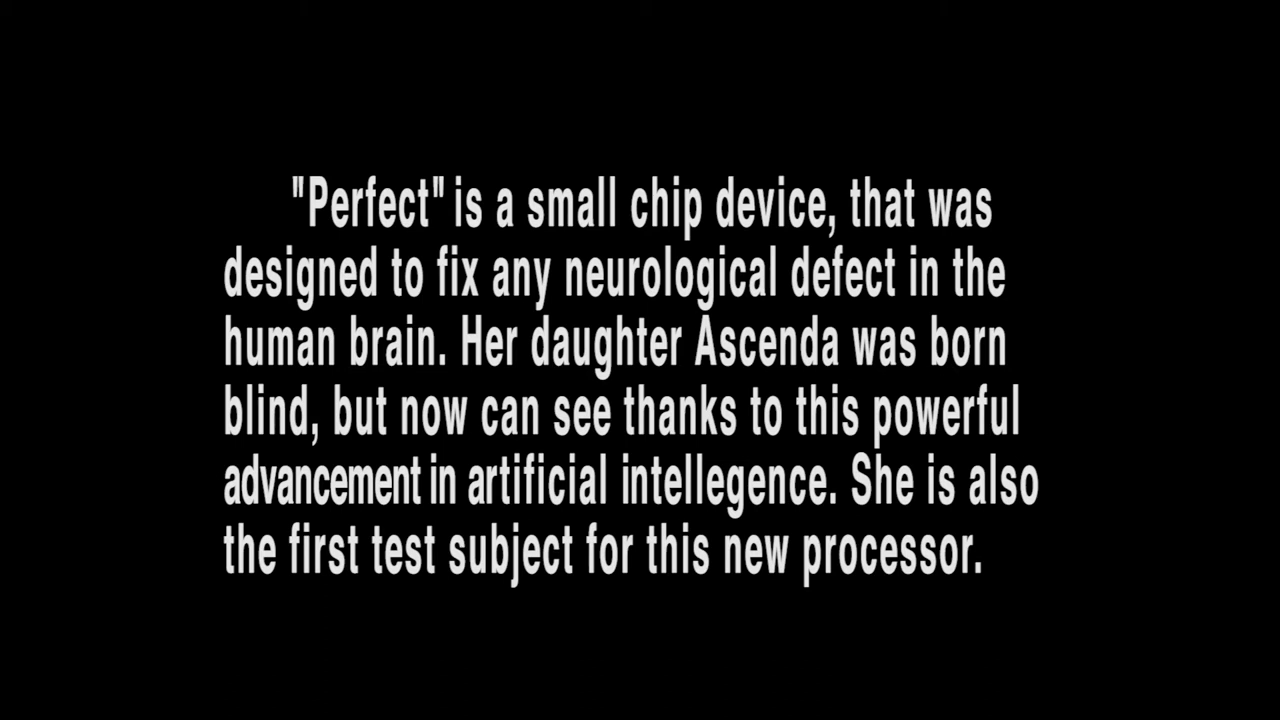 "Perfect" is a small chip device, that was
designed to fix any neurological defect in the
human brain. Her daughter Ascenda was born
blind, but now can see thanks to this powerful
advancement in artificial intellegence. She is also
the first test subject for this new processor.